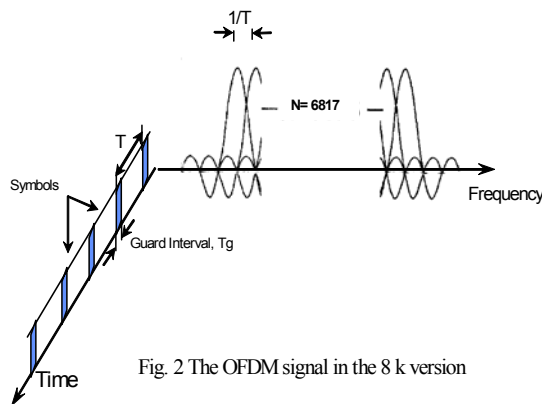 1/T
N= 6817
T
Symbols
Frequency
Guard Interval, Tg
Time
Fig. 2 The OFDM signal in the 8 k version